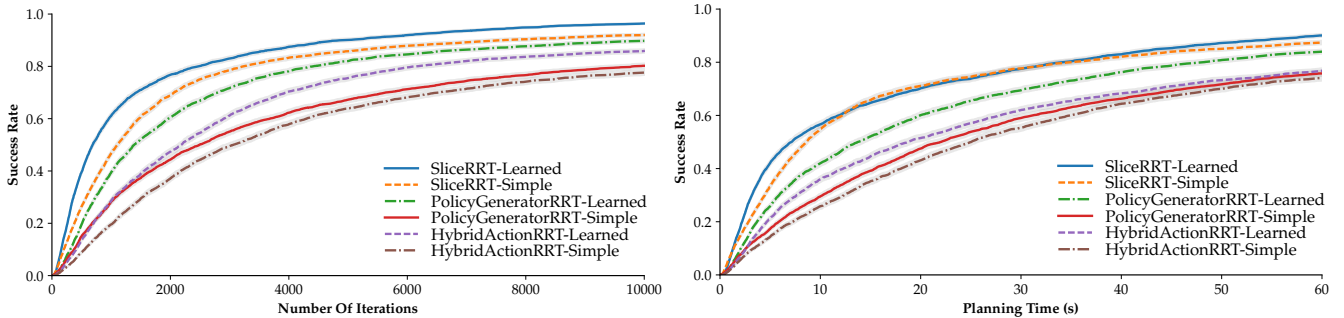 Success Rate
1.0
0.8
0.6
0.4
0.2
0.0
0
2000
4000
6000
8000
10000
Number Of Iterations
SliceRRT-Learned
SliceRRT-Simple
PolicyGeneratorRRT-Learned
PolicyGeneratorRRT-Simple
HybridActionRRT-Learned
HybridActionRRT-Simple
Success Rate
1.0
0.8
0.6
0.4
0.2
0.0
0
10
20
30
40
50
60
Planning Time (s)
SliceRRT-Learned
SliceRRT-Simple
PolicyGeneratorRRT-Learned
PolicyGeneratorRRT-Simple
HybridActionRRT-Learned
HybridActionRRT-Simple